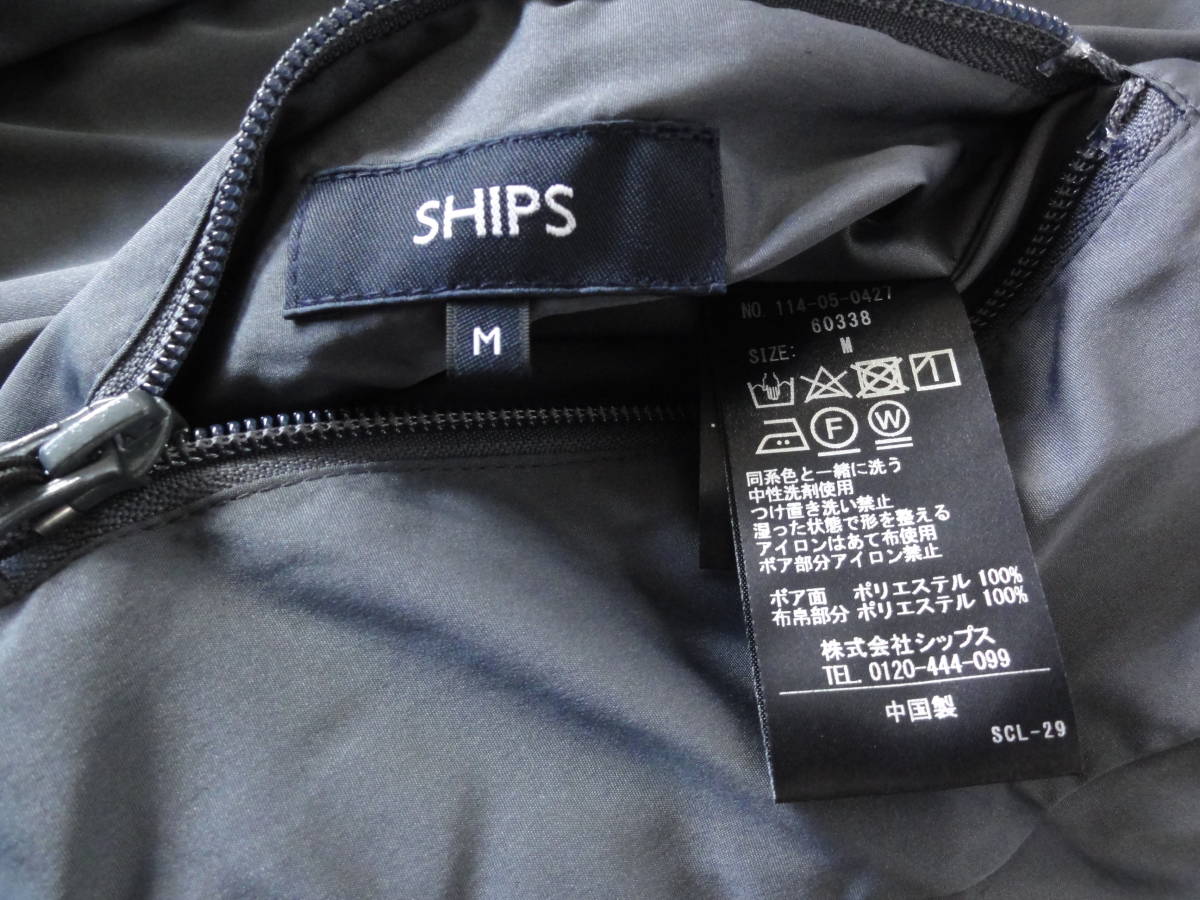 SHIPS
M
NO. 114-05-0427
60338
SIZE: M
F W
同系色と一緒に洗う
中性洗剤使用
つけ置き洗い禁止
湿った状態で形を整える
アイロンはあて布使用
ボア部分アイロン禁止
ボア面 ポリエステル 100%
布帛部分 ポリエステル 100%
株式会社シップス
TEL. 0120-444-099
中国製
SCL-29